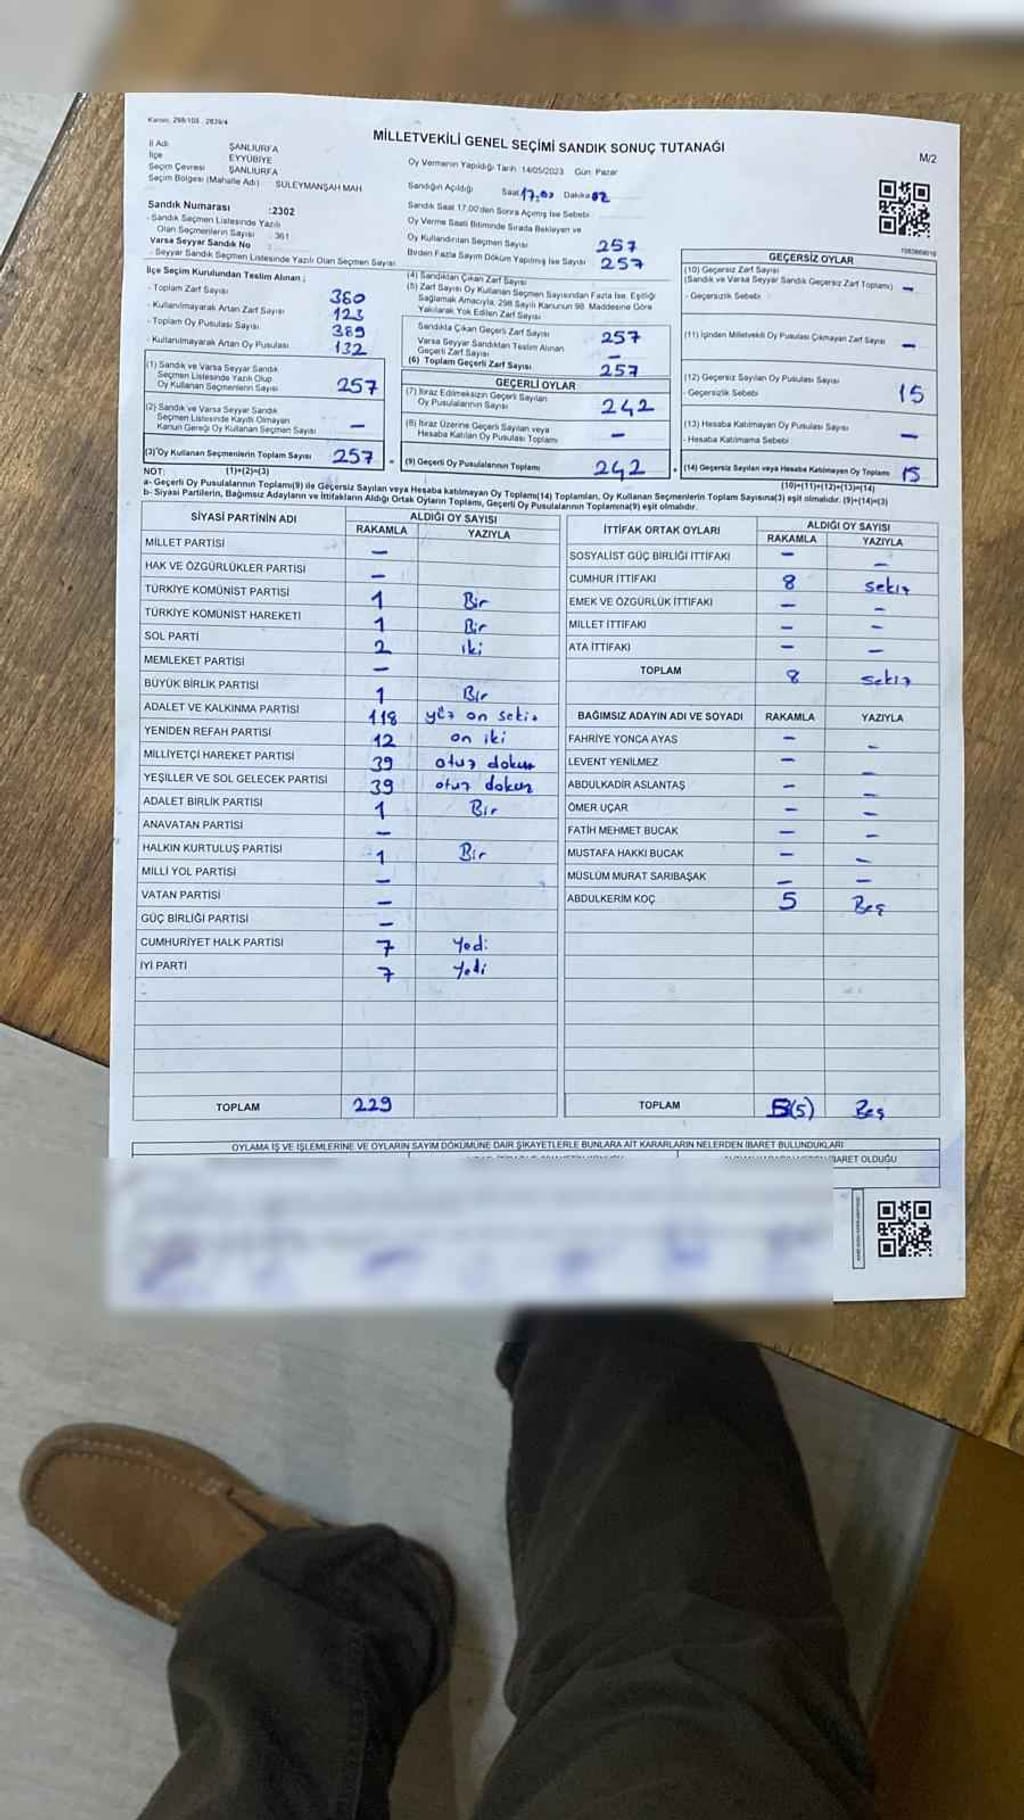 Kanun: 298/105 , 2839/4
MİLLETVEKİLİ GENEL SEÇİMİ SANDIK SONUÇ TUTANAĞI
M/2
İl Adı ŞANLIURFA
İlçe EYYÜBİYE
Seçim Çevresi ŞANLIURFA
Seçim Bölgesi (Mahalle Adı) SÜLEYMANŞAH MAH
Sandık Numarası :2302
- Sandık Seçmen Listesinde Yazılı
Olan Seçmenlerin Sayısı : 361
Varsa Seyyar Sandık No
- Seyyar Sandık Seçmen Listesinde Yazılı Olan Seçmen Sayısı
Oy Vermenin Yapıldığı Tarih :14/05/2023 Gün: Pazar
Sandığın Açıldığı Saat 17.02 Dakika 02
Sandık Saat 17.00'den Sonra Açılmış İse Sebebi
Oy Verme Saati Bitiminde Sırada Bekleyen ve
Oy Kullandırılan Seçmen Sayısı 257
Birden Fazla Sayım Döküm Yapılmış İse Sayısı 257
İlçe Seçim Kurulundan Teslim Alınan ;
- Toplam Zarf Sayısı 380
- Kullanılmayarak Artan Zarf Sayısı 123
- Toplam Oy Pusulası Sayısı 389
- Kullanılmayarak Artan Oy Pusulası 132
(1) Sandık ve Varsa Seyyar Sandık
Seçmen Listesinde Yazılı Olup
Oy Kullanan Seçmenlerin Sayısı 257
(2) Sandık ve Varsa Seyyar Sandık
Seçmen Listesinde Kayıtlı Olmayan
Kanun Gereği Oy Kullanan Seçmen Sayısı –
(3) Oy Kullanan Seçmenlerin Toplam Sayısı 257 =
(1)+(2)=(3)
(4) Sandıktan Çıkan Zarf Sayısı
(5) Zarf Sayısı Oy Kullanan Seçmen Sayısından Fazla İse, Eşitliği
Sağlamak Amacıyla, 298 Sayılı Kanunun 98. Maddesine Göre
Yakılarak Yok Edilen Zarf Sayısı
Sandıkta Çıkan Geçerli Zarf Sayısı 257
Varsa Seyyar Sandıktan Teslim Alınan
Geçerli Zarf Sayısı –
(6) Toplam Geçerli Zarf Sayısı 257
GEÇERLİ OYLAR
(7) İtiraz Edilmeksizin Geçerli Sayılan
Oy Pusulalarının Sayısı 242
(8) İtiraz Üzerine Geçerli Sayılan veya
Hesaba Katılan Oy Pusulası Toplamı –
(9) Geçerli Oy Pusulalarının Toplamı 242 +
GEÇERSİZ OYLAR
(10) Geçersiz Zarf Sayısı
(Sandık ve Varsa Seyyar Sandık Geçersiz Zarf Toplamı) –
- Geçersizlik Sebebi
(11) İçinden Milletvekili Oy Pusulası Çıkmayan Zarf Sayısı –
(12) Geçersiz Sayılan Oy Pusulası Sayısı 15
- Geçersizlik Sebebi
(13) Hesaba Katılmayan Oy Pusulası Sayısı –
- Hesaba Katılmama Sebebi
(14) Geçersiz Sayılan veya Hesaba Katılmayan Oy Toplamı 15
(10)+(11)+(12)+(13)=(14)
NOT:
a- Geçerli Oy Pusulalarının Toplamı(9) ile Geçersiz Sayılan veya Hesaba katılmayan Oy Toplamı(14) Toplamları, Oy Kullanan Seçmenlerin Toplam Sayısına(3) eşit olmalıdır. (9)+(14)=(3)
b- Siyasi Partilerin, Bağımsız Adayların ve İttifakların Aldığı Ortak Oyların Toplamı, Geçerli Oy Pusulalarının Toplamına(9) eşit olmalıdır.
SİYASİ PARTİNİN ADI ALDIĞI OY SAYISI
RAKAMLA YAZIYLA
MİLLET PARTİSİ –
HAK VE ÖZGÜRLÜKLER PARTİSİ –
TÜRKİYE KOMÜNİST PARTİSİ 1 Bir
TÜRKİYE KOMÜNİST HAREKETİ 1 Bir
SOL PARTİ 2 iki
MEMLEKET PARTİSİ –
BÜYÜK BİRLİK PARTİSİ 1 Bir
ADALET VE KALKINMA PARTİSİ 118 yüz on sekiz
YENİDEN REFAH PARTİSİ 12 on iki
MİLLİYETÇİ HAREKET PARTİSİ 39 otuz dokuz
YEŞİLLER VE SOL GELECEK PARTİSİ 39 otuz dokuz
ADALET BİRLİK PARTİSİ 1 Bir
ANAVATAN PARTİSİ –
HALKIN KURTULUŞ PARTİSİ 1 Bir
MİLLİ YOL PARTİSİ –
VATAN PARTİSİ –
GÜÇ BİRLİĞİ PARTİSİ –
CUMHURİYET HALK PARTİSİ 7 Yedi
İYİ PARTİ 7 Yedi
TOPLAM 229
İTTİFAK ORTAK OYLARI ALDIĞI OY SAYISI
RAKAMLA YAZIYLA
SOSYALİST GÜÇ BİRLİĞİ İTTİFAKI – –
CUMHUR İTTİFAKI 8 sekiz
EMEK VE ÖZGÜRLÜK İTTİFAKI – –
MİLLET İTTİFAKI – –
ATA İTTİFAKI – –
TOPLAM 8 sekiz
BAĞIMSIZ ADAYIN ADI VE SOYADI RAKAMLA YAZIYLA
FAHRİYE YONCA AYAS – –
LEVENT YENİLMEZ – –
ABDULKADİR ASLANTAŞ – –
ÖMER UÇAR – –
FATİH MEHMET BUCAK – –
MUSTAFA HAKKI BUCAK – –
MÜSLÜM MURAT SARIBAŞAK – –
ABDULKERİM KOÇ 5 Beş
TOPLAM 5(5) Beş
OYLAMA İŞ VE İŞLEMLERİNE VE OYLARIN SAYIM DÖKÜMÜNE DAİR ŞİKAYETLERLE BUNLARA AİT KARARLARIN NELERDEN İBARET BULUNDUKLARI
İBARET OLDUĞU